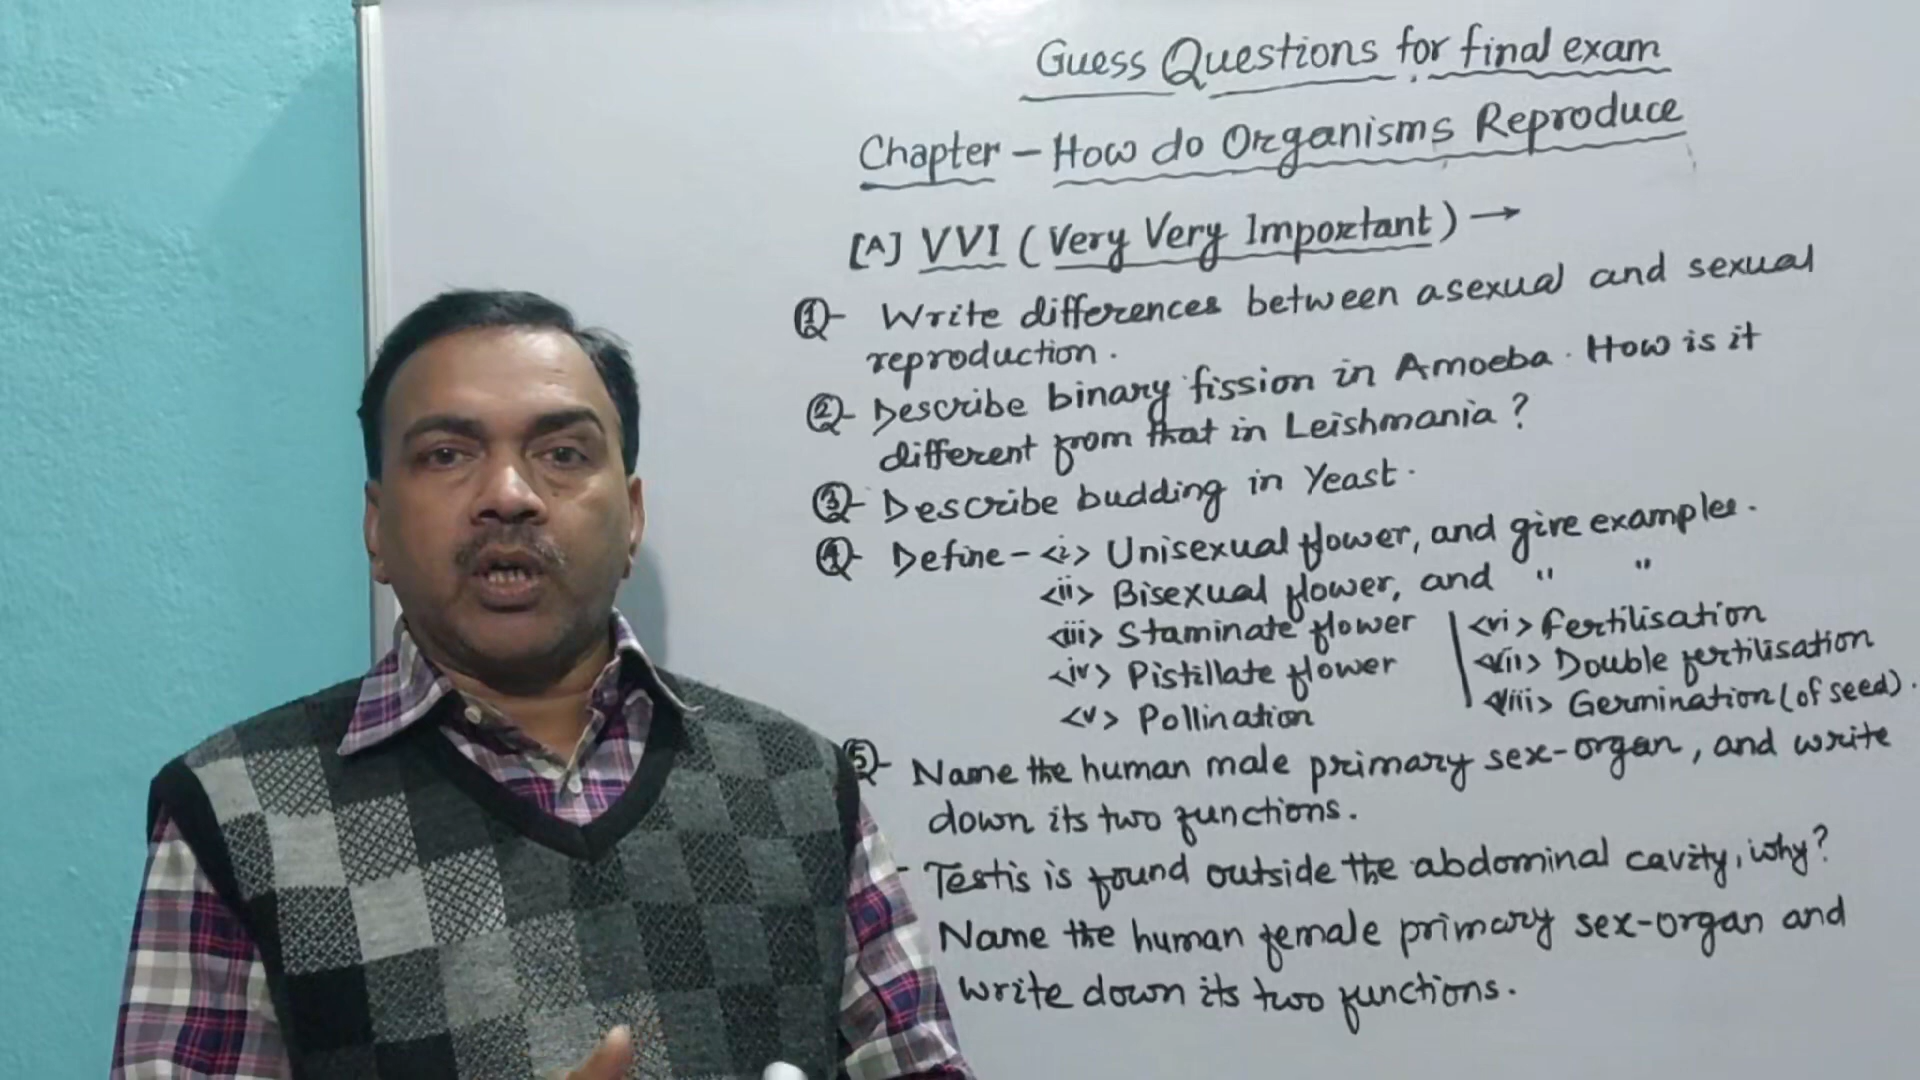 Guess Questions for final exam
Chapter – How do Organisms Reproduce
[A] VVI (Very Very Important) →
Q1- Write differences between asexual and sexual
reproduction.
Q2- Describe binary fission in Amoeba. How is it
different from that in Leishmania?
Q3- Describe budding in Yeast.
Q4- Define - <i> Unisexual flower, and give examples.
<ii> Bisexual flower, and " "
<iii> Staminate flower
<iv> Pistillate flower
<v> Pollination
<vi> Fertilisation
<vii> Double fertilisation
<viii> Germination (of seed).
Q5- Name the human male primary sex-organ, and write
down its two functions.
- Testis is found outside the abdominal cavity, why?
Name the human female primary sex-organ and
write down its two functions.